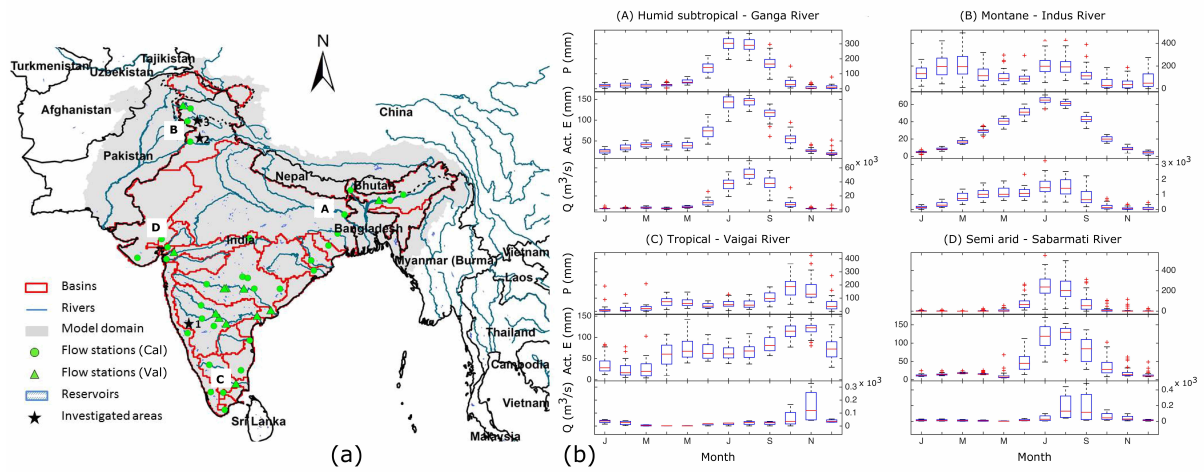 N
Turkmenistan
Tajikistan
Uzbekistan
Afghanistan
China
Pakistan
B
3
2
Nepal
Bhutan
A
Bangladesh
D
India
Myanmar (Burma)
Vietnam
Laos
Thailand
Cambodia
Vietnam
Malaysia
Sri Lanka
C
1
Basins
Rivers
Model domain
Flow stations (Cal)
Flow stations (Val)
Reservoirs
Investigated areas
(a)
(b)
(A) Humid subtropical - Ganga River
P (mm)
300
200
100
0
Act. E (mm)
150
100
50
Q (m³/s)
60 x 10³
40
20
0
J M M J S N
(B) Montane - Indus River
400
200
0
60
40
20
0
3 x 10³
2
1
0
J M M J S N
(C) Tropical - Vaigai River
P (mm)
400
300
200
100
0
Act. E (mm)
150
100
50
0
Q (m³/s)
0.3 x 10³
0.2
0.1
0
J M M J S N
(D) Semi arid - Sabarmati River
400
200
0
150
100
50
0
0.4 x 10³
0.2
0
J M M J S N
Month